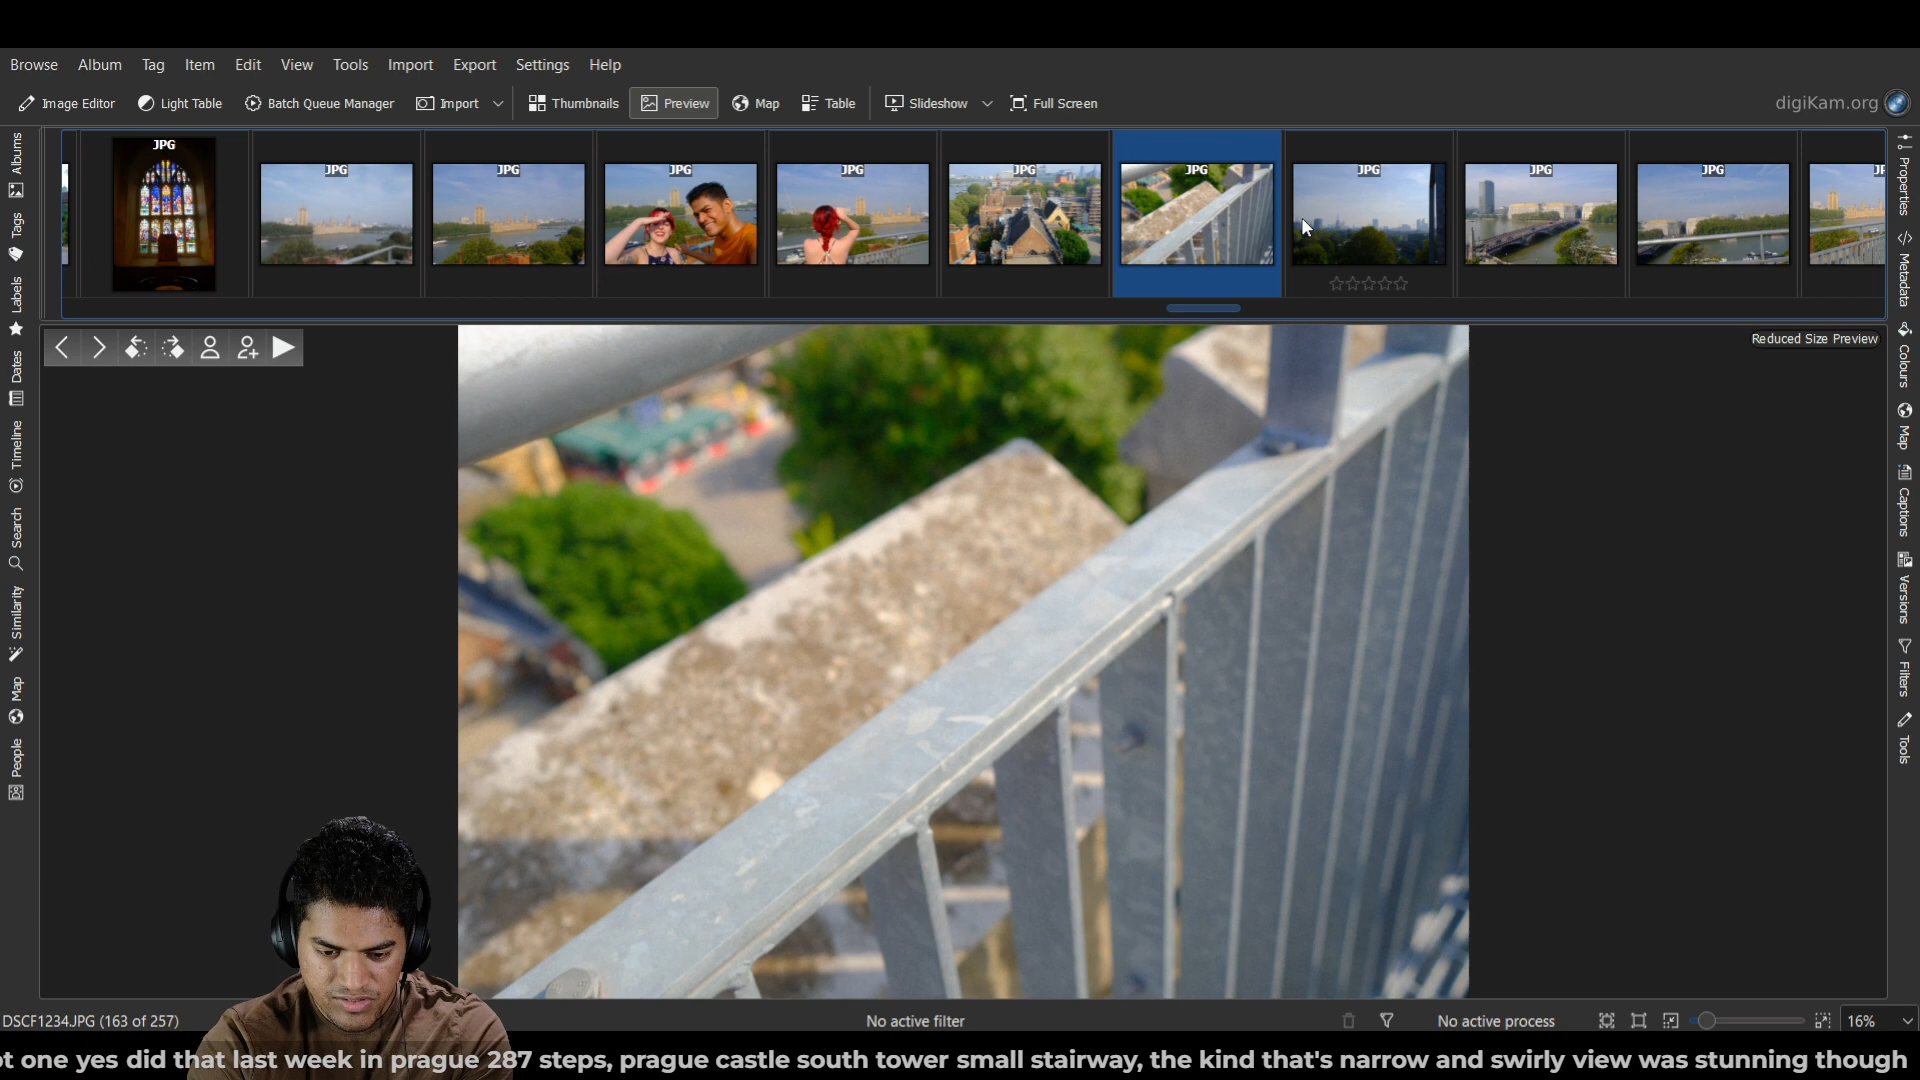 Browse Album Tag Item Edit View Tools Import Export Settings Help
Image Editor Light Table Batch Queue Manager Import Thumbnails Preview Map Table Slideshow Full Screen digiKam.org
JPG JPG JPG JPG JPG JPG JPG JPG JPG JPG
Reduced Size Preview
Albums
Tags
Labels
Dates
Timeline
Search
Similarity
Map
People
Properties
Metadata
Colours
Map
Captions
Versions
Filters
Tools
DSCF1234.JPG (163 of 257) No active filter No active process 16%
one yes did that last week in prague 287 steps, prague castle south tower small stairway, the kind that's narrow and swirly view was stunning though